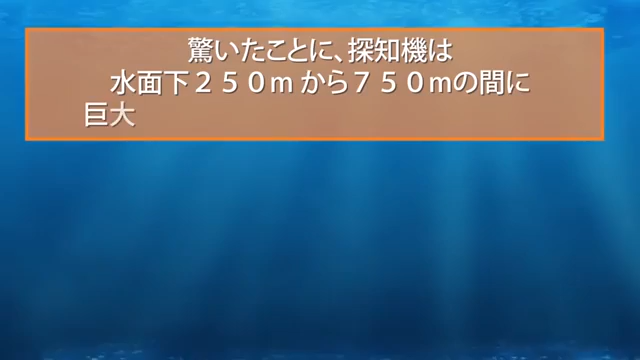 驚いたことに、探知機は
水面下２５０ｍから７５０mの間に
巨大